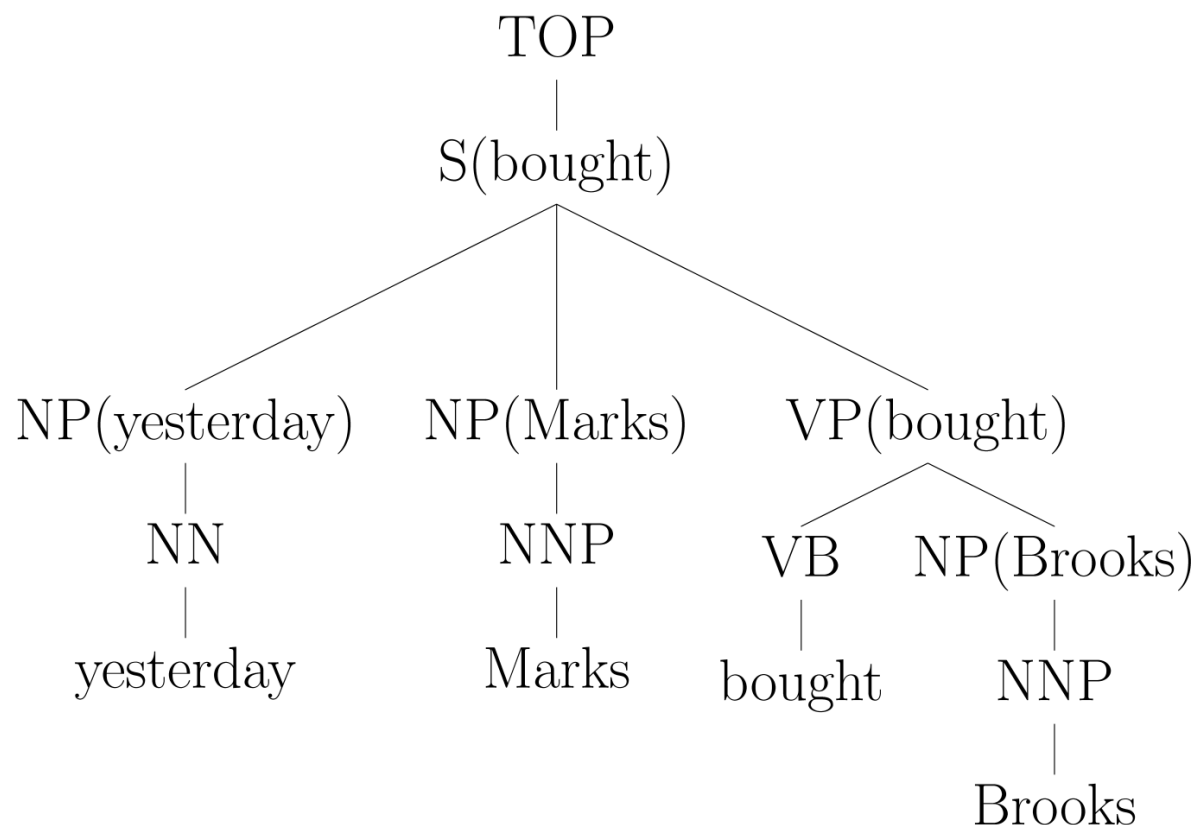 TOP
S(bought)
NP(yesterday) NP(Marks) VP(bought)
NN NNP VB NP(Brooks)
yesterday Marks bought NNP
Brooks